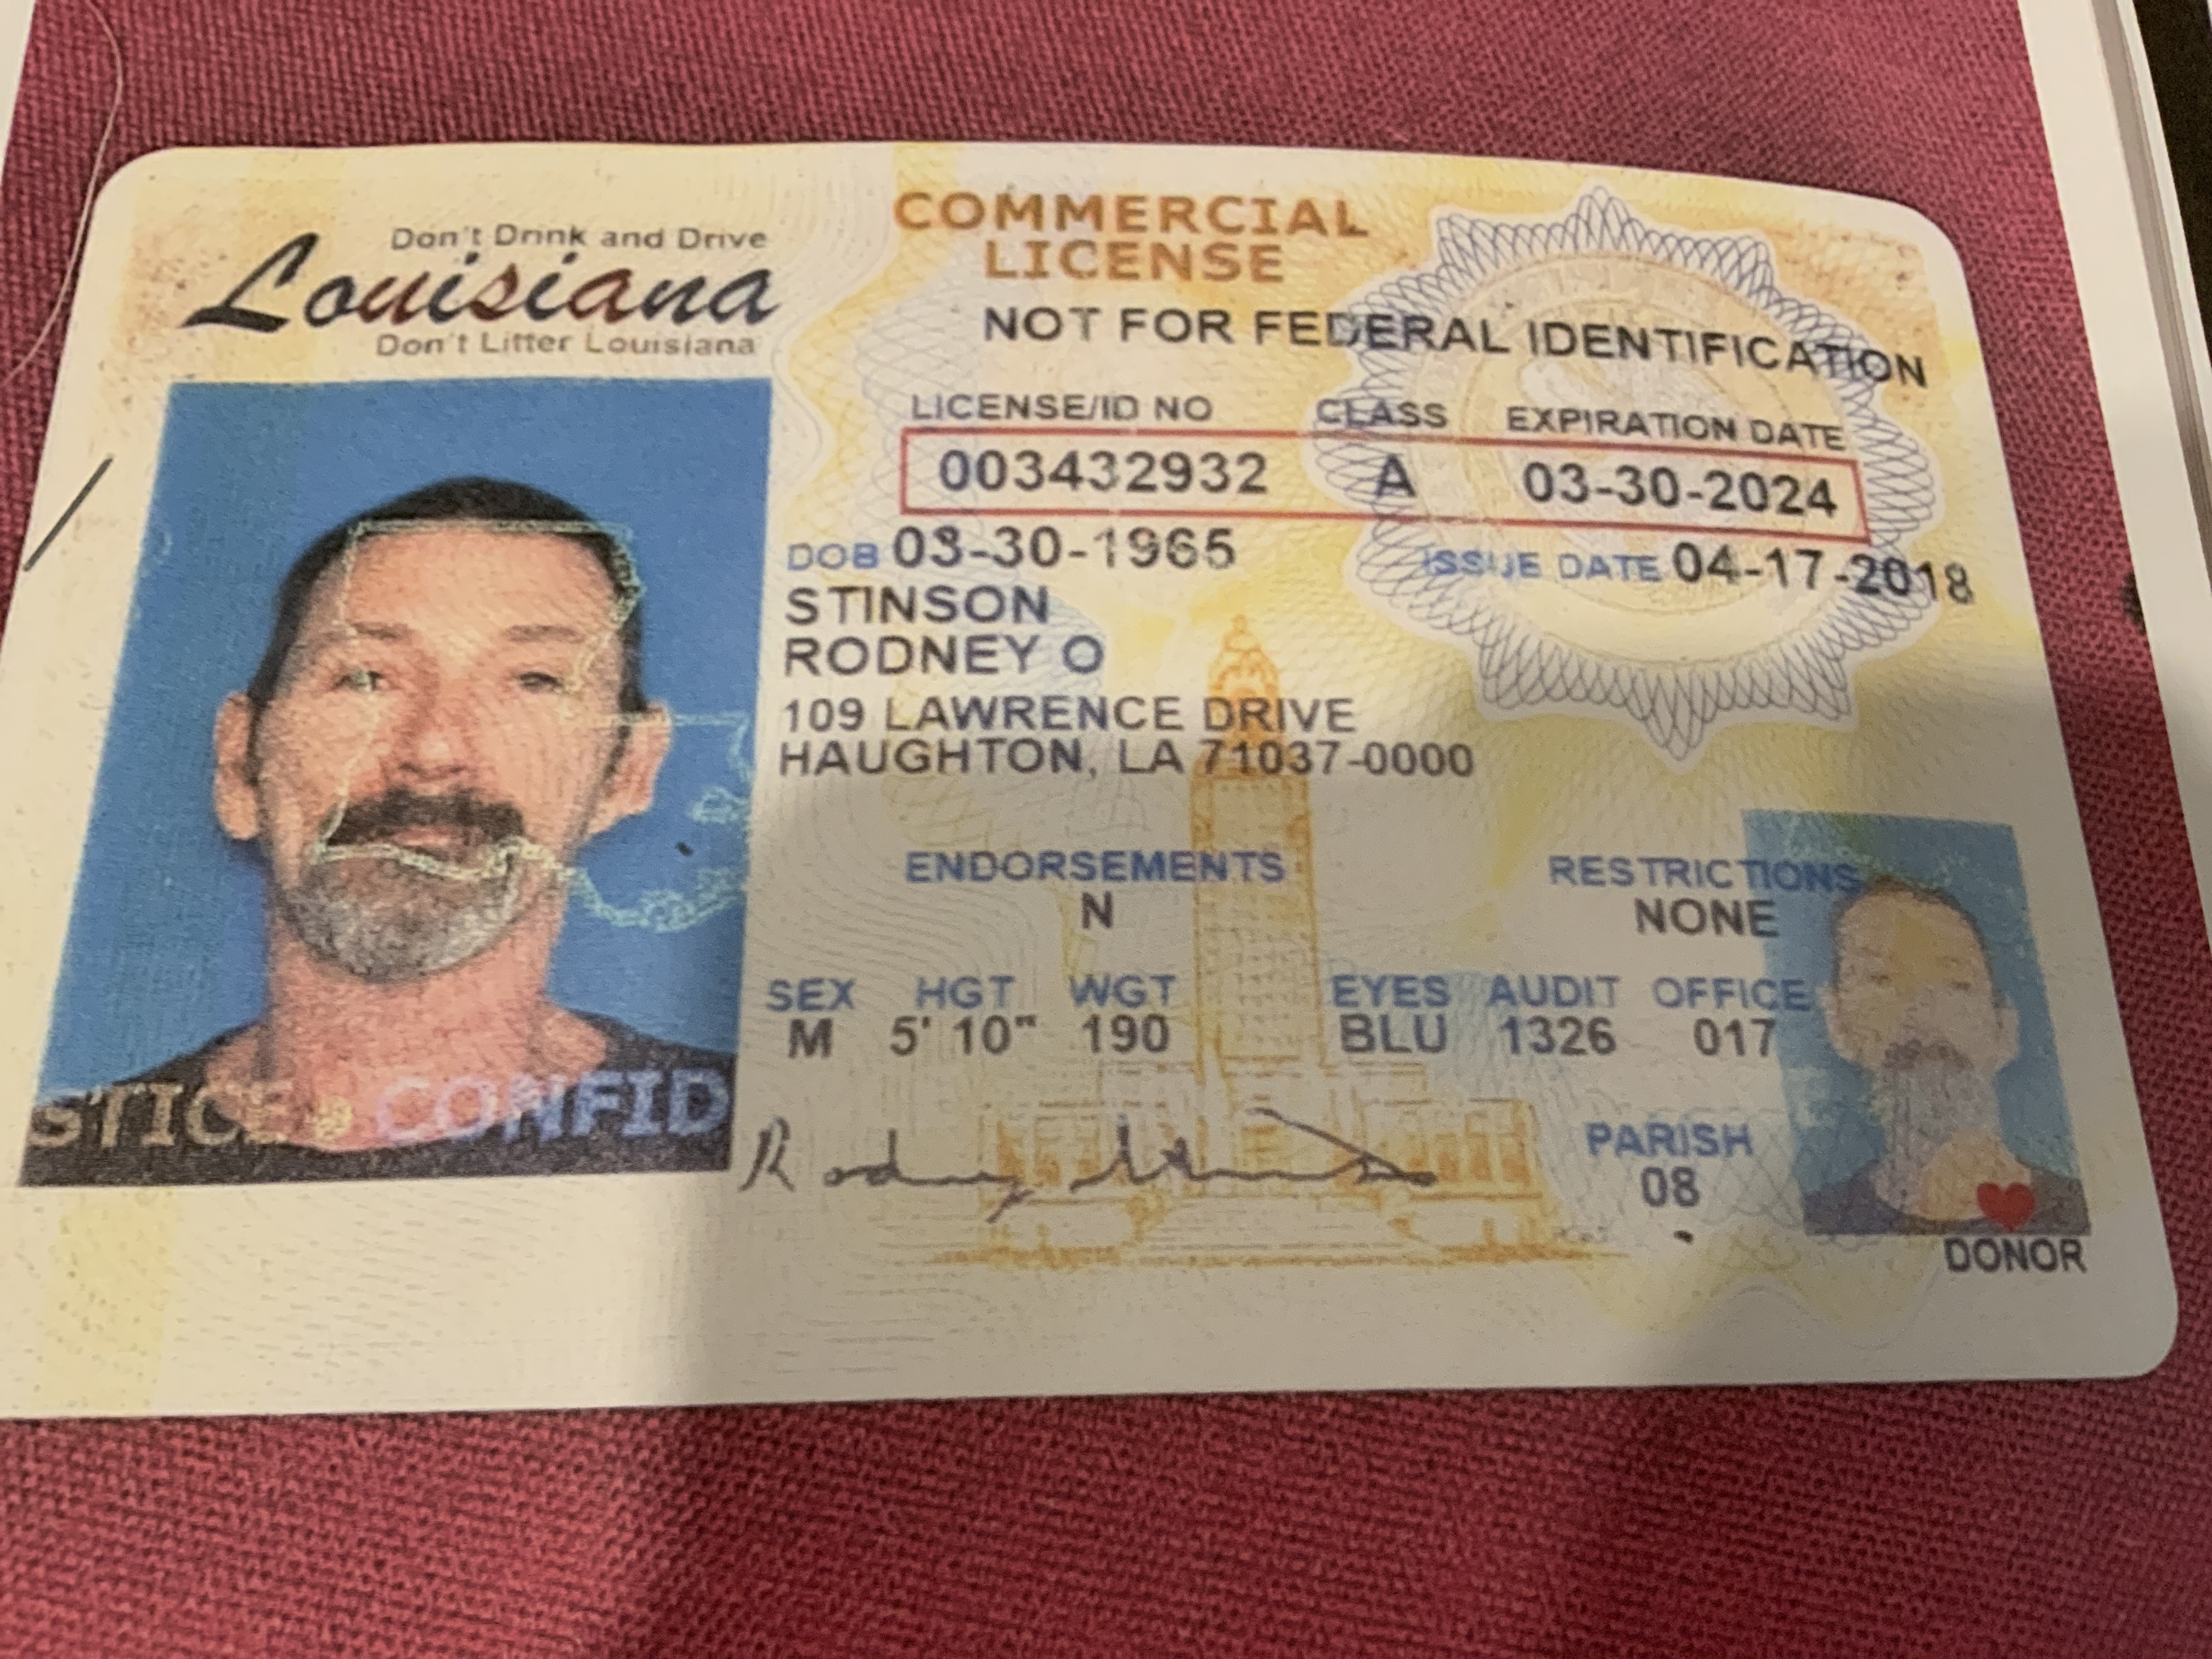 Don't Drink and Drive
Louisiana
Don't Litter Louisiana
COMMERCIAL
LICENSE
NOT FOR FEDERAL IDENTIFICATION
LICENSE/ID NO CLASS EXPIRATION DATE
003432932 A 03-30-2024
DOB 03-30-1965 ISSUE DATE 04-17-2018
STINSON
RODNEY O
109 LAWRENCE DRIVE
HAUGHTON, LA 71037-0000
ENDORSEMENTS RESTRICTIONS
N NONE
SEX HGT WGT EYES AUDIT OFFICE
M 5' 10" 190 BLU 1326 017
STICE CONFID
Rodney Stinson
PARISH
08
DONOR